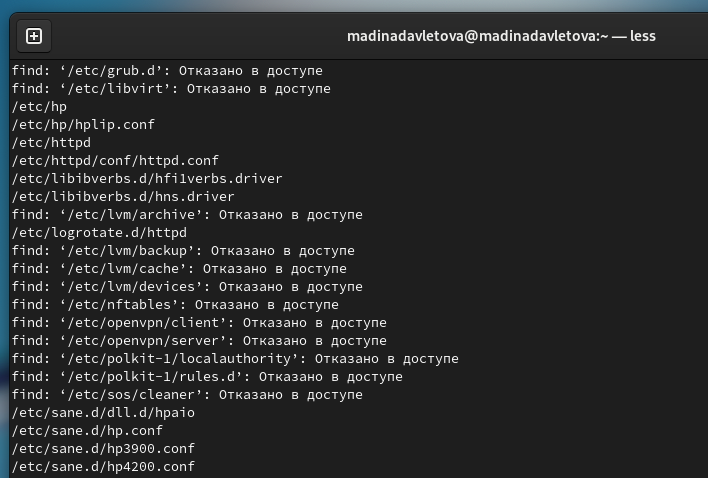 madinadavletova@madinadavletova:~ — less
find: ‘/etc/grub.d’: Отказано в доступе
find: ‘/etc/libvirt’: Отказано в доступе
/etc/hp
/etc/hp/hplip.conf
/etc/httpd
/etc/httpd/conf/httpd.conf
/etc/libibverbs.d/hfi1verbs.driver
/etc/libibverbs.d/hns.driver
find: ‘/etc/lvm/archive’: Отказано в доступе
/etc/logrotate.d/httpd
find: ‘/etc/lvm/backup’: Отказано в доступе
find: ‘/etc/lvm/cache’: Отказано в доступе
find: ‘/etc/lvm/devices’: Отказано в доступе
find: ‘/etc/nftables’: Отказано в доступе
find: ‘/etc/openvpn/client’: Отказано в доступе
find: ‘/etc/openvpn/server’: Отказано в доступе
find: ‘/etc/polkit-1/localauthority’: Отказано в доступе
find: ‘/etc/polkit-1/rules.d’: Отказано в доступе
find: ‘/etc/sos/cleaner’: Отказано в доступе
/etc/sane.d/dll.d/hpaio
/etc/sane.d/hp.conf
/etc/sane.d/hp3900.conf
/etc/sane.d/hp4200.conf